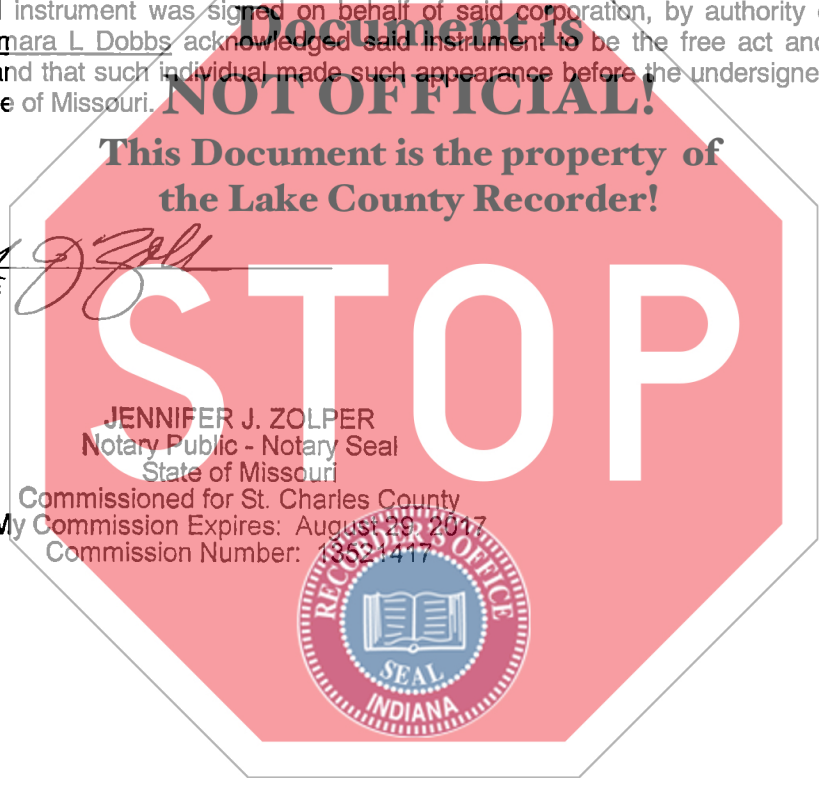 instrument was signed on behalf of said corporation, by authority
Document is
mara L Dobbs acknowledged said instrument to be the free act and
nd that such individual made such appearance before the undersigne
e of Missouri.
NOT OFFICIAL!
This Document is the property of
the Lake County Recorder!
STOP
JENNIFER J. ZOLPER
Notary Public - Notary Seal
State of Missouri
Commissioned for St. Charles County
My Commission Expires: August 29, 2017
Commission Number: 13521417
RECORDER'S OFFICE
SEAL
INDIANA